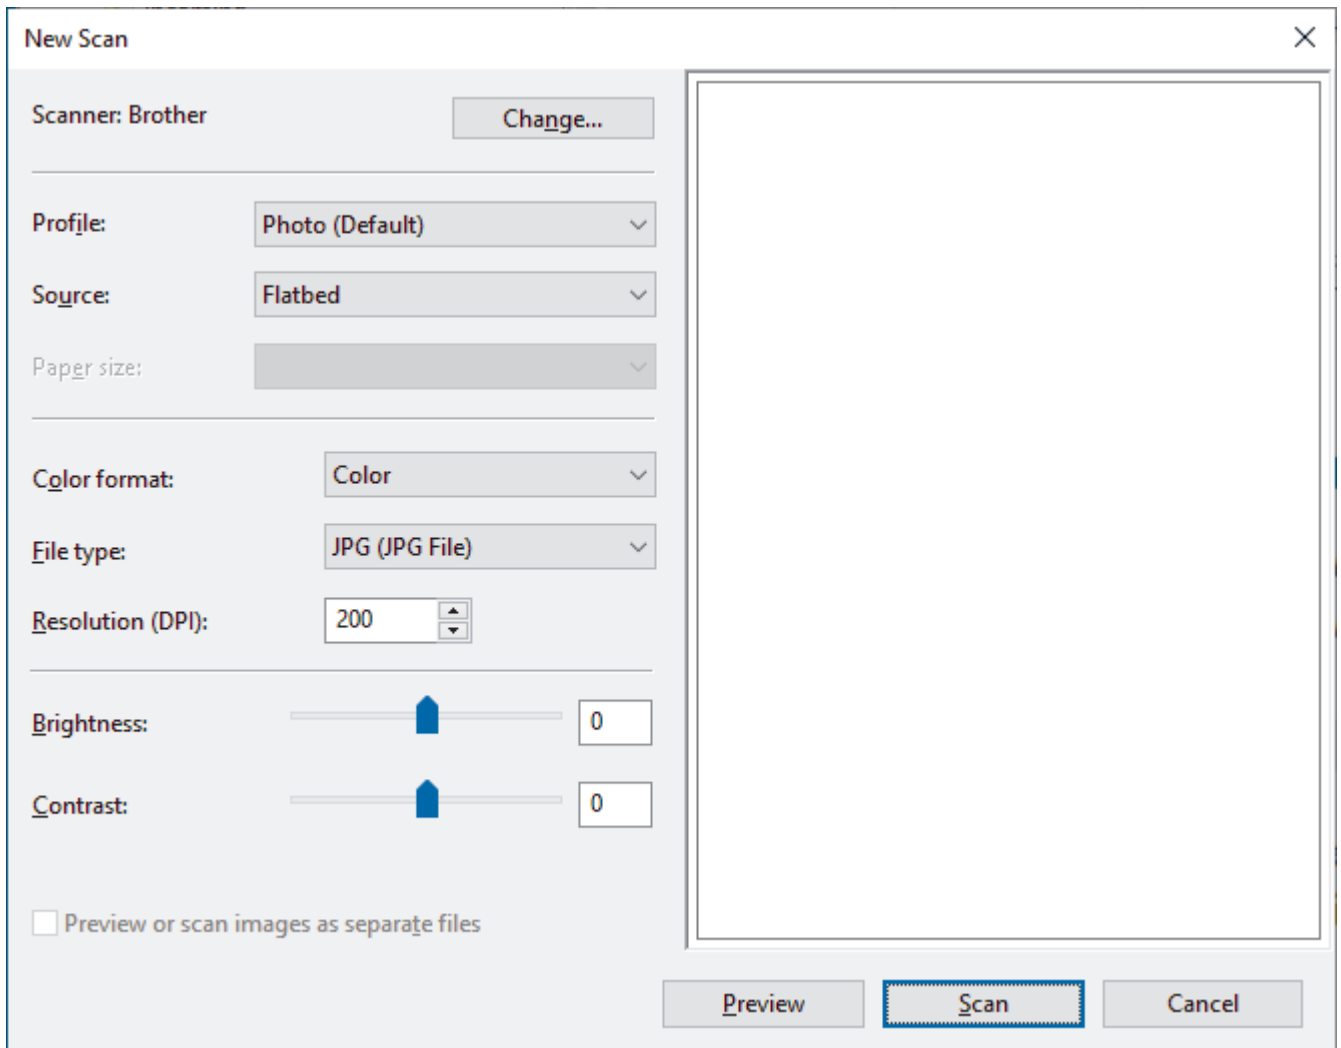 New Scan
Scanner: Brother
Change...
Profile:
Photo (Default)
Source:
Flatbed
Paper size:
Color format:
Color
File type:
JPG (JPG File)
Resolution (DPI):
200
Brightness:
0
Contrast:
0
Preview or scan images as separate files
Preview
Scan
Cancel